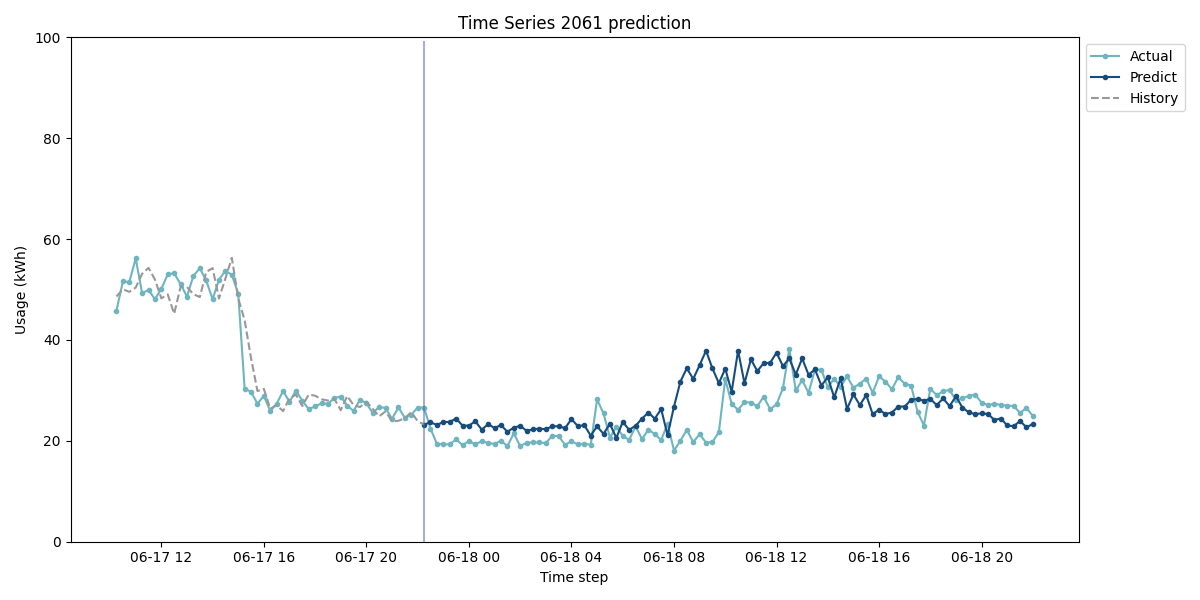 Time Series 2061 prediction
100
80
60
40
20
0
Usage (kWh)
06-17 12
06-17 16
06-17 20
06-18 00
06-18 04
06-18 08
06-18 12
06-18 16
06-18 20
Time step
Actual
Predict
History